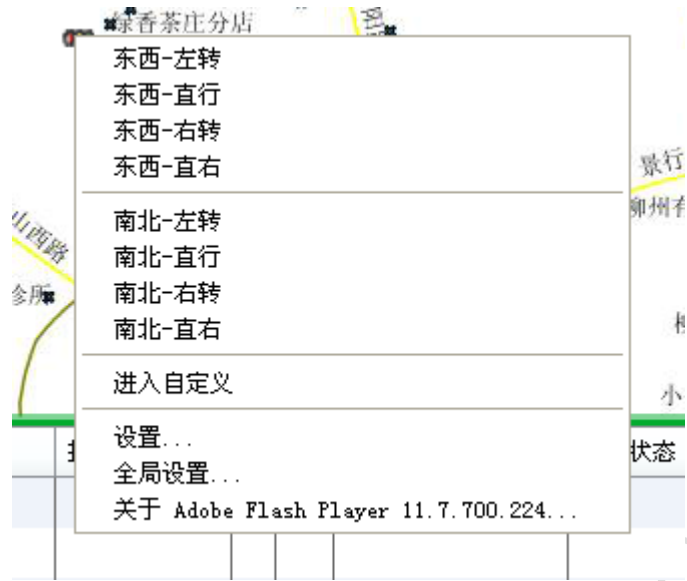 绿香茶庄分店
东西-左转
东西-直行
东西-右转
东西-直右
景行
柳州有
南北-左转
山西路
南北-直行
诊所
南北-右转
南北-直右
进入自定义
小
设置...
状态
全局设置...
关于 Adobe Flash Player 11.7.700.224...